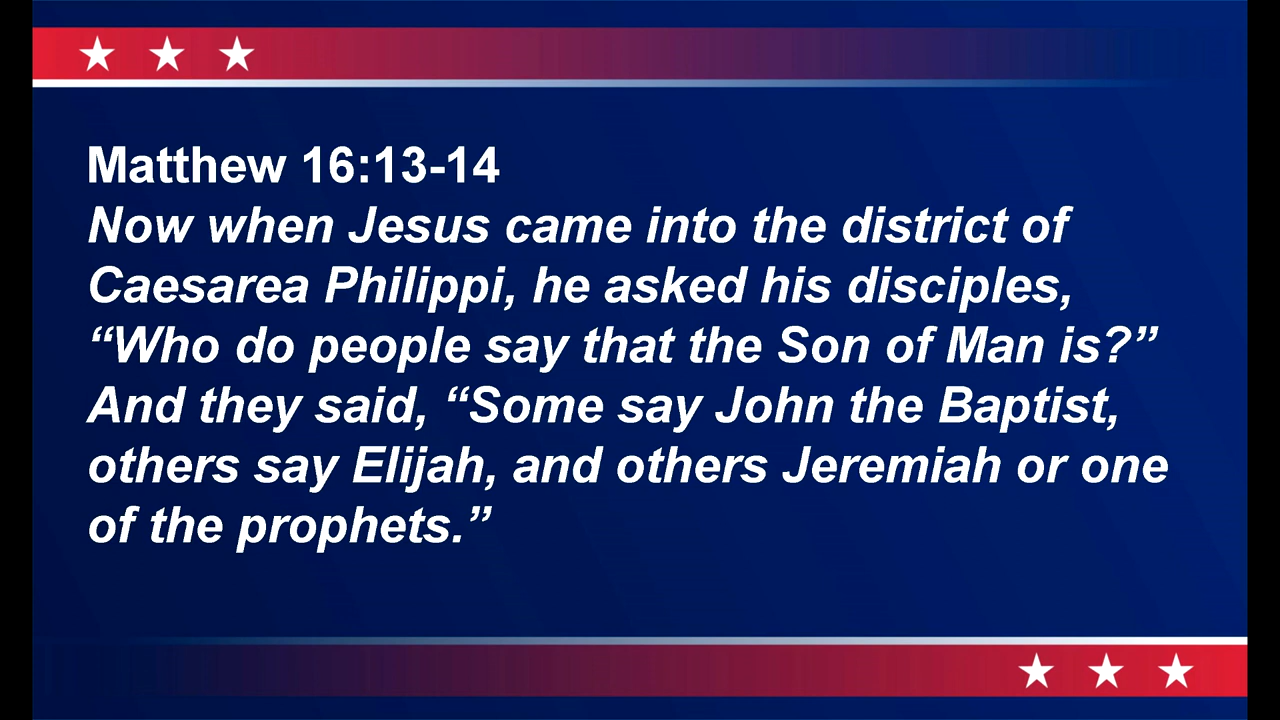 Matthew 16:13-14
Now when Jesus came into the district of
Caesarea Philippi, he asked his disciples,
“Who do people say that the Son of Man is?”
And they said, “Some say John the Baptist,
others say Elijah, and others Jeremiah or one
of the prophets.”